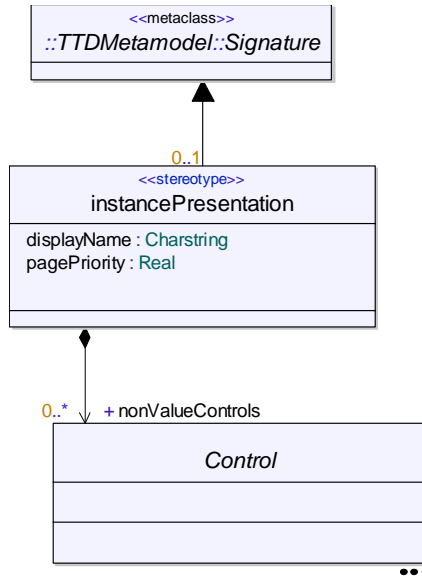 <<metaclass>>
::TTDMetamodel::Signature
0..1
<<stereotype>>
instancePresentation
displayName : Charstring
pagePriority : Real
0..* + nonValueControls
Control